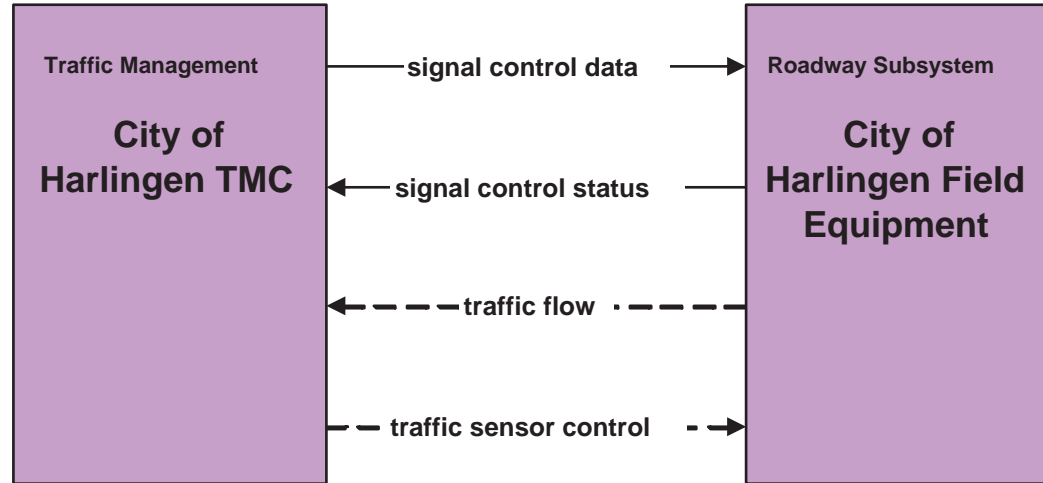 Traffic Management
City of
Harlingen TMC
signal control data
signal control status
traffic flow
traffic sensor control
Roadway Subsystem
City of
Harlingen Field
Equipment